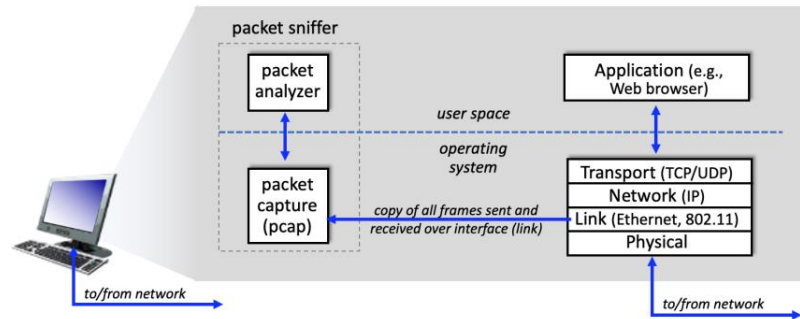 packet sniffer
packet
analyzer
Application (e.g.,
Web browser)
user space
operating
system
packet
capture
(pcap)
copy of all frames sent and
received over interface (link)
Transport (TCP/UDP)
Network (IP)
Link (Ethernet, 802.11)
Physical
to/from network
to/from network